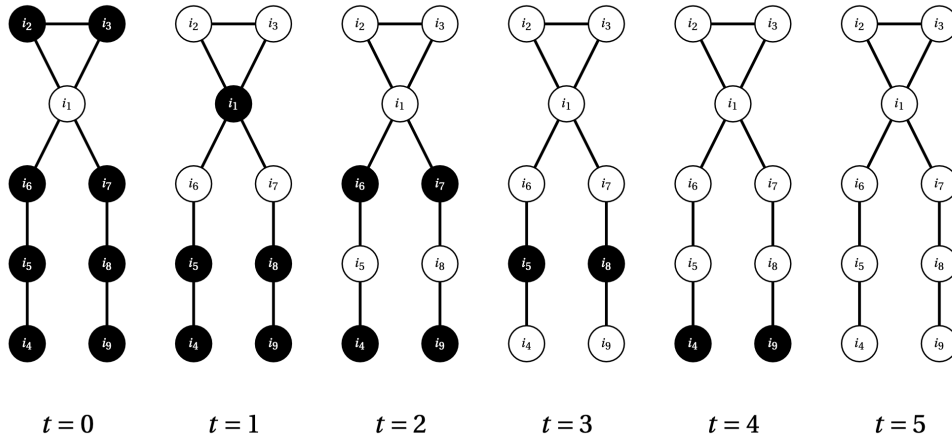 i₂ i₃ i₂ i₃ i₂ i₃ i₂ i₃ i₂ i₃ i₂ i₃
i₁ i₁ i₁ i₁ i₁ i₁
i₆ i₇ i₆ i₇ i₆ i₇ i₆ i₇ i₆ i₇ i₆ i₇
i₅ i₈ i₅ i₈ i₅ i₈ i₅ i₈ i₅ i₈ i₅ i₈
i₄ i₉ i₄ i₉ i₄ i₉ i₄ i₉ i₄ i₉ i₄ i₉
t = 0 t = 1 t = 2 t = 3 t = 4 t = 5